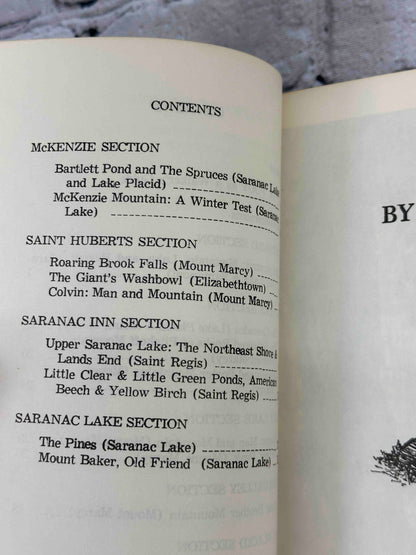 CONTENTS
McKENZIE SECTION
Bartlett Pond and The Spruces (Saranac Lake
and Lake Placid)
McKenzie Mountain: A Winter Test (Saranac
Lake)
SAINT HUBERTS SECTION
Roaring Brook Falls (Mount Marcy)
The Giant's Washbowl (Elizabethtown)
Colvin: Man and Mountain (Mount Marcy)
SARANAC INN SECTION
Upper Saranac Lake: The Northeast Shore &
Lands End (Saint Regis)
Little Clear & Little Green Ponds, American
Beech & Yellow Birch (Saint Regis)
SARANAC LAKE SECTION
The Pines (Saranac Lake)
Mount Baker, Old Friend (Saranac Lake)
BY